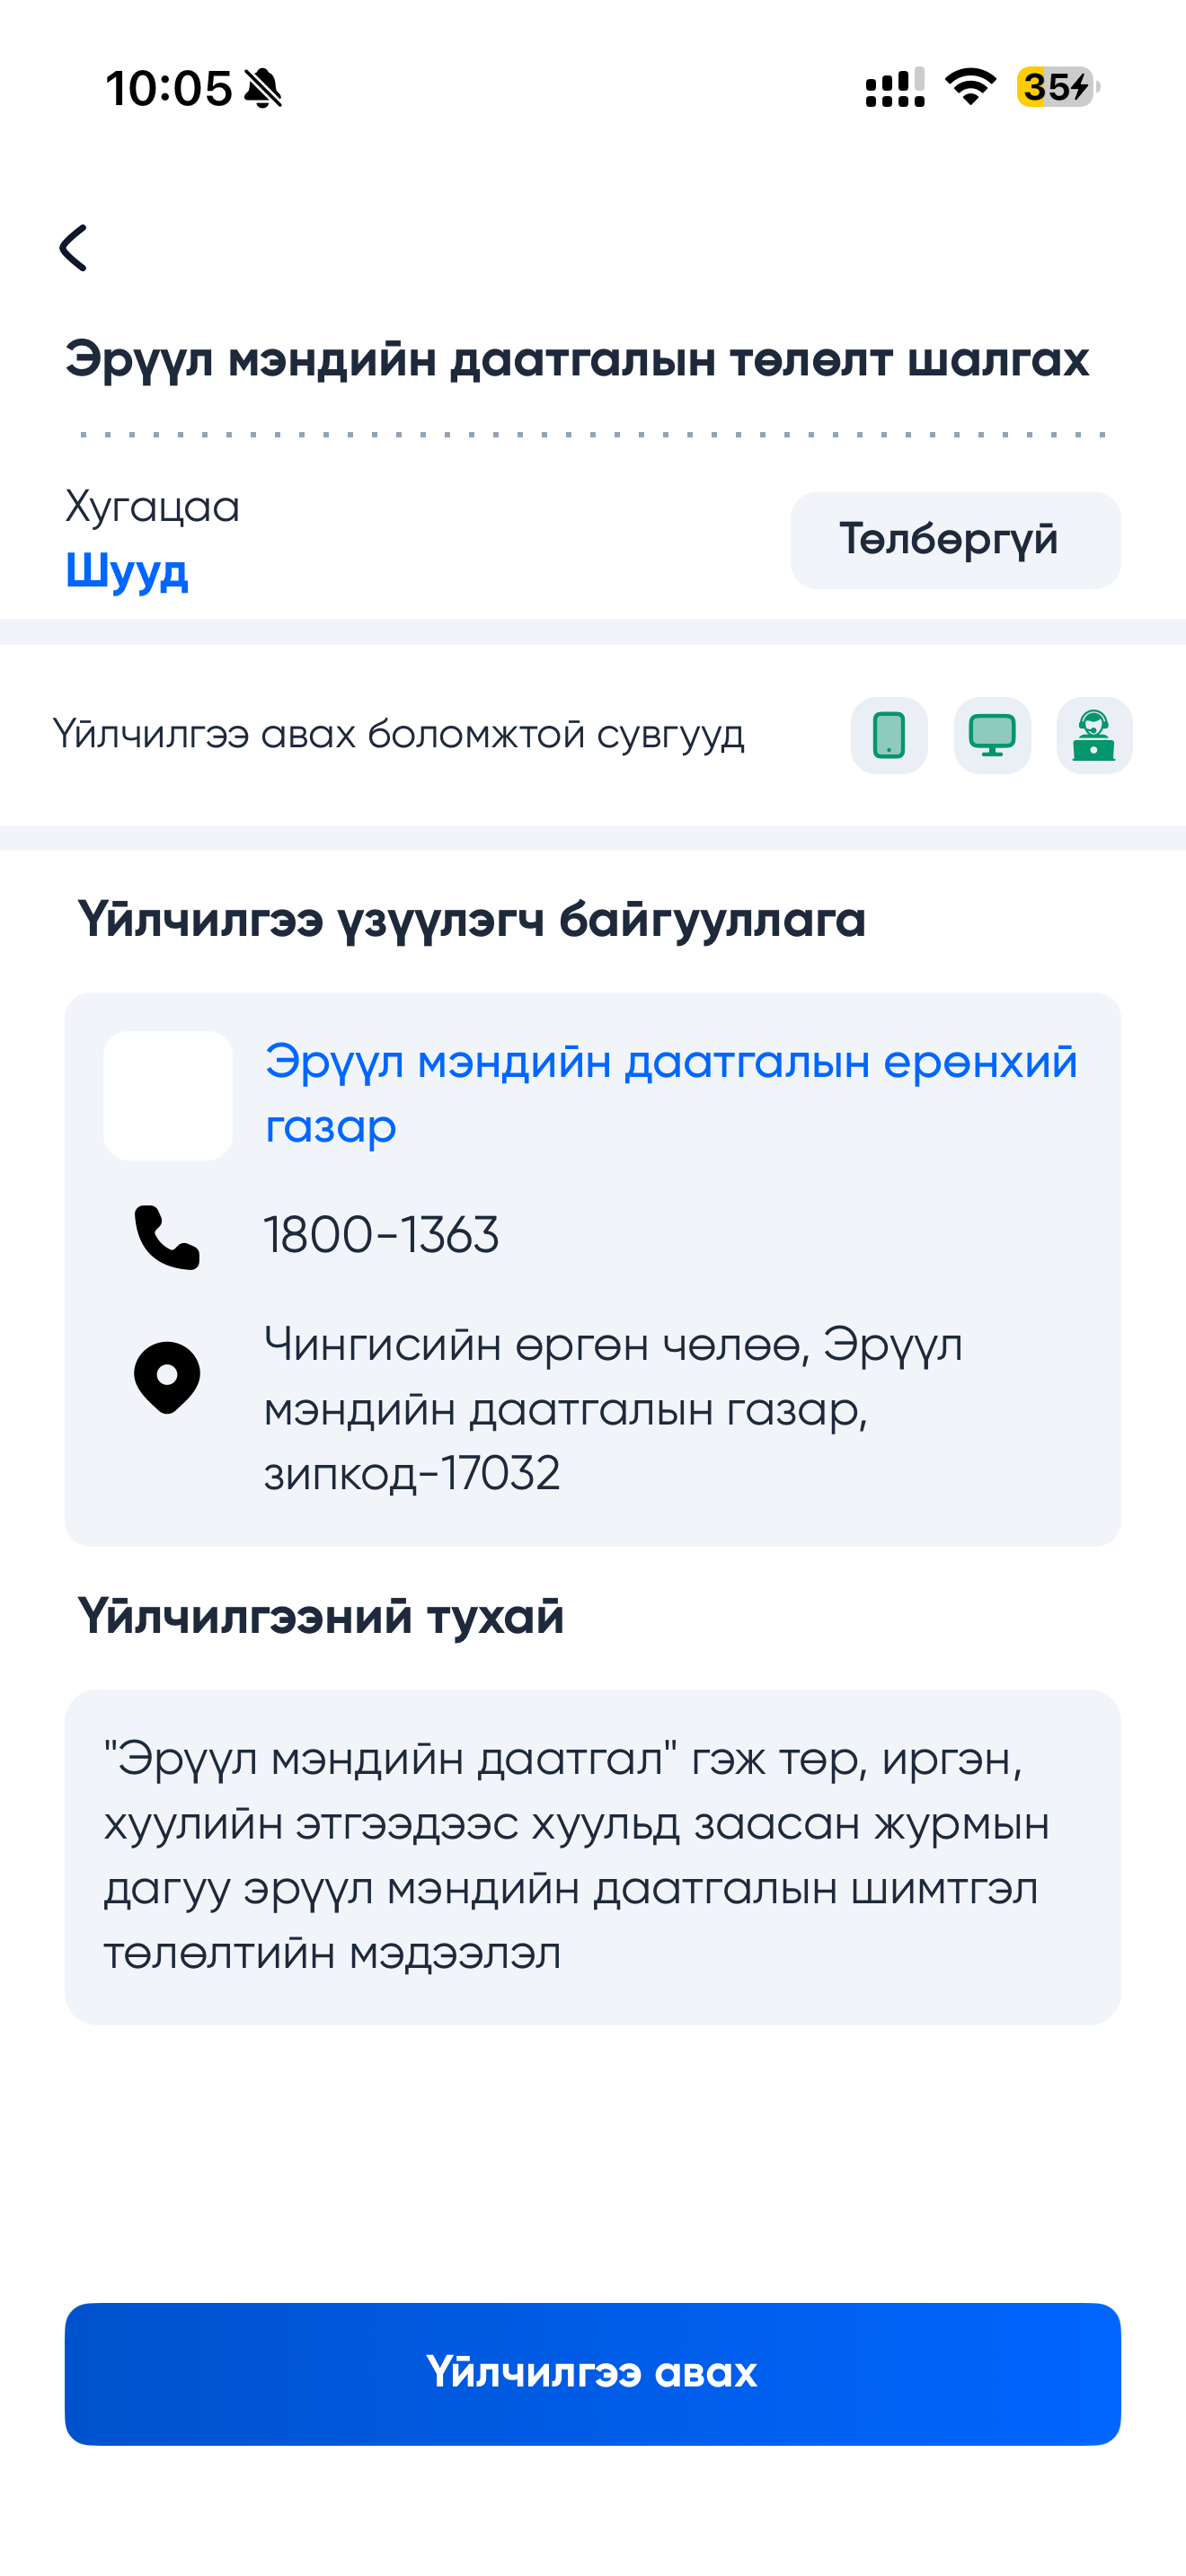 10:05
35
Эрүүл мэндийн даатгалын төлөлт шалгах
Хугацаа
Шууд
Төлбөргүй
Үйлчилгээ авах боломжтой сувгууд
Үйлчилгээ үзүүлэгч байгууллага
Эрүүл мэндийн даатгалын ерөнхий
газар
1800-1363
Чингисийн өргөн чөлөө, Эрүүл
мэндийн даатгалын газар,
зипкод-17032
Үйлчилгээний тухай
"Эрүүл мэндийн даатгал" гэж төр, иргэн,
хуулийн этгээдээс хуульд заасан журмын
дагуу эрүүл мэндийн даатгалын шимтгэл
төлөлтийн мэдээлэл
Үйлчилгээ авах